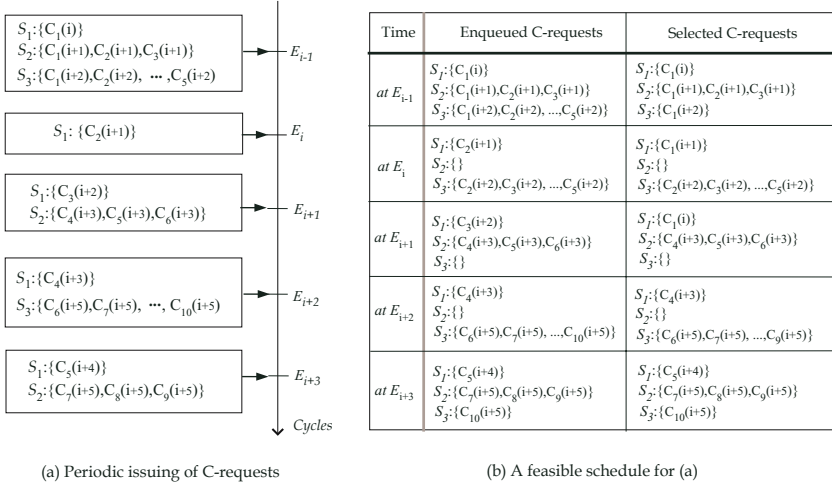 S1:{C1(i)}
S2:{C1(i+1),C2(i+1),C3(i+1)}
S3:{C1(i+2),C2(i+2), ···,C5(i+2)}
Ei-1
S1: {C2(i+1)}
Ei
S1:{C3(i+2)}
S2:{C4(i+3),C5(i+3),C6(i+3)}
Ei+1
S1:{C4(i+3)}
S3:{C6(i+5),C7(i+5), ···, C10(i+5)
Ei+2
S1:{C5(i+4)}
S2:{C7(i+5),C8(i+5),C9(i+5)}
Ei+3
Cycles
(a) Periodic issuing of C-requests
Time Enqueued C-requests Selected C-requests
at Ei-1
S1:{C1(i)} S1:{C1(i)}
S2:{C1(i+1),C2(i+1),C3(i+1)} S2:{C1(i+1),C2(i+1),C3(i+1)}
S3:{C1(i+2),C2(i+2), ...,C5(i+2)} S3:{C1(i+2)}
at Ei
S1:{C2(i+1)} S1:{C1(i+1)}
S2:{} S2:{}
S3:{C2(i+2),C3(i+2), ...,C5(i+2)} S3:{C2(i+2),C3(i+2), ...,C5(i+2)}
at Ei+1
S1:{C3(i+2)} S1:{C1(i)}
S2:{C4(i+3),C5(i+3),C6(i+3)} S2:{C4(i+3),C5(i+3),C6(i+3)}
S3:{} S3:{}
at Ei+2
S1:{C4(i+3)} S1:{C4(i+3)}
S2:{} S2:{}
S3:{C6(i+5),C7(i+5), ...,C10(i+5)} S3:{C6(i+5),C7(i+5), ...,C9(i+5)}
at Ei+3
S1:{C5(i+4)} S1:{C5(i+4)}
S2:{C7(i+5),C8(i+5),C9(i+5)} S2:{C7(i+5),C8(i+5),C9(i+5)}
S3:{C10(i+5)} S3:{C10(i+5)}
(b) A feasible schedule for (a)